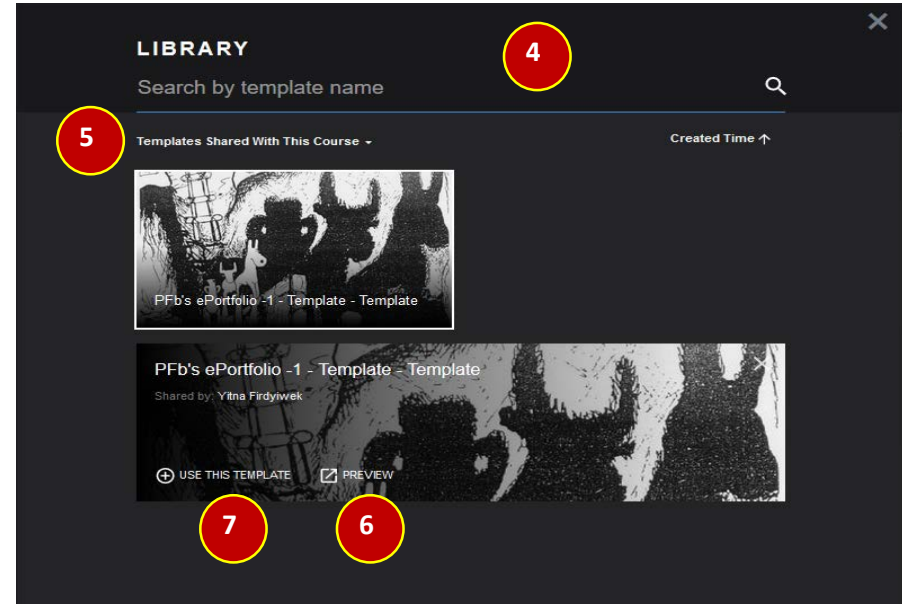 LIBRARY
4
Search by template name
5
Templates Shared With This Course
Created Time
PFb's ePortfolio -1 - Template - Template
PFb's ePortfolio -1 - Template - Template
Shared by: Yitna Firdyiwek
USE THIS TEMPLATE PREVIEW
7
6